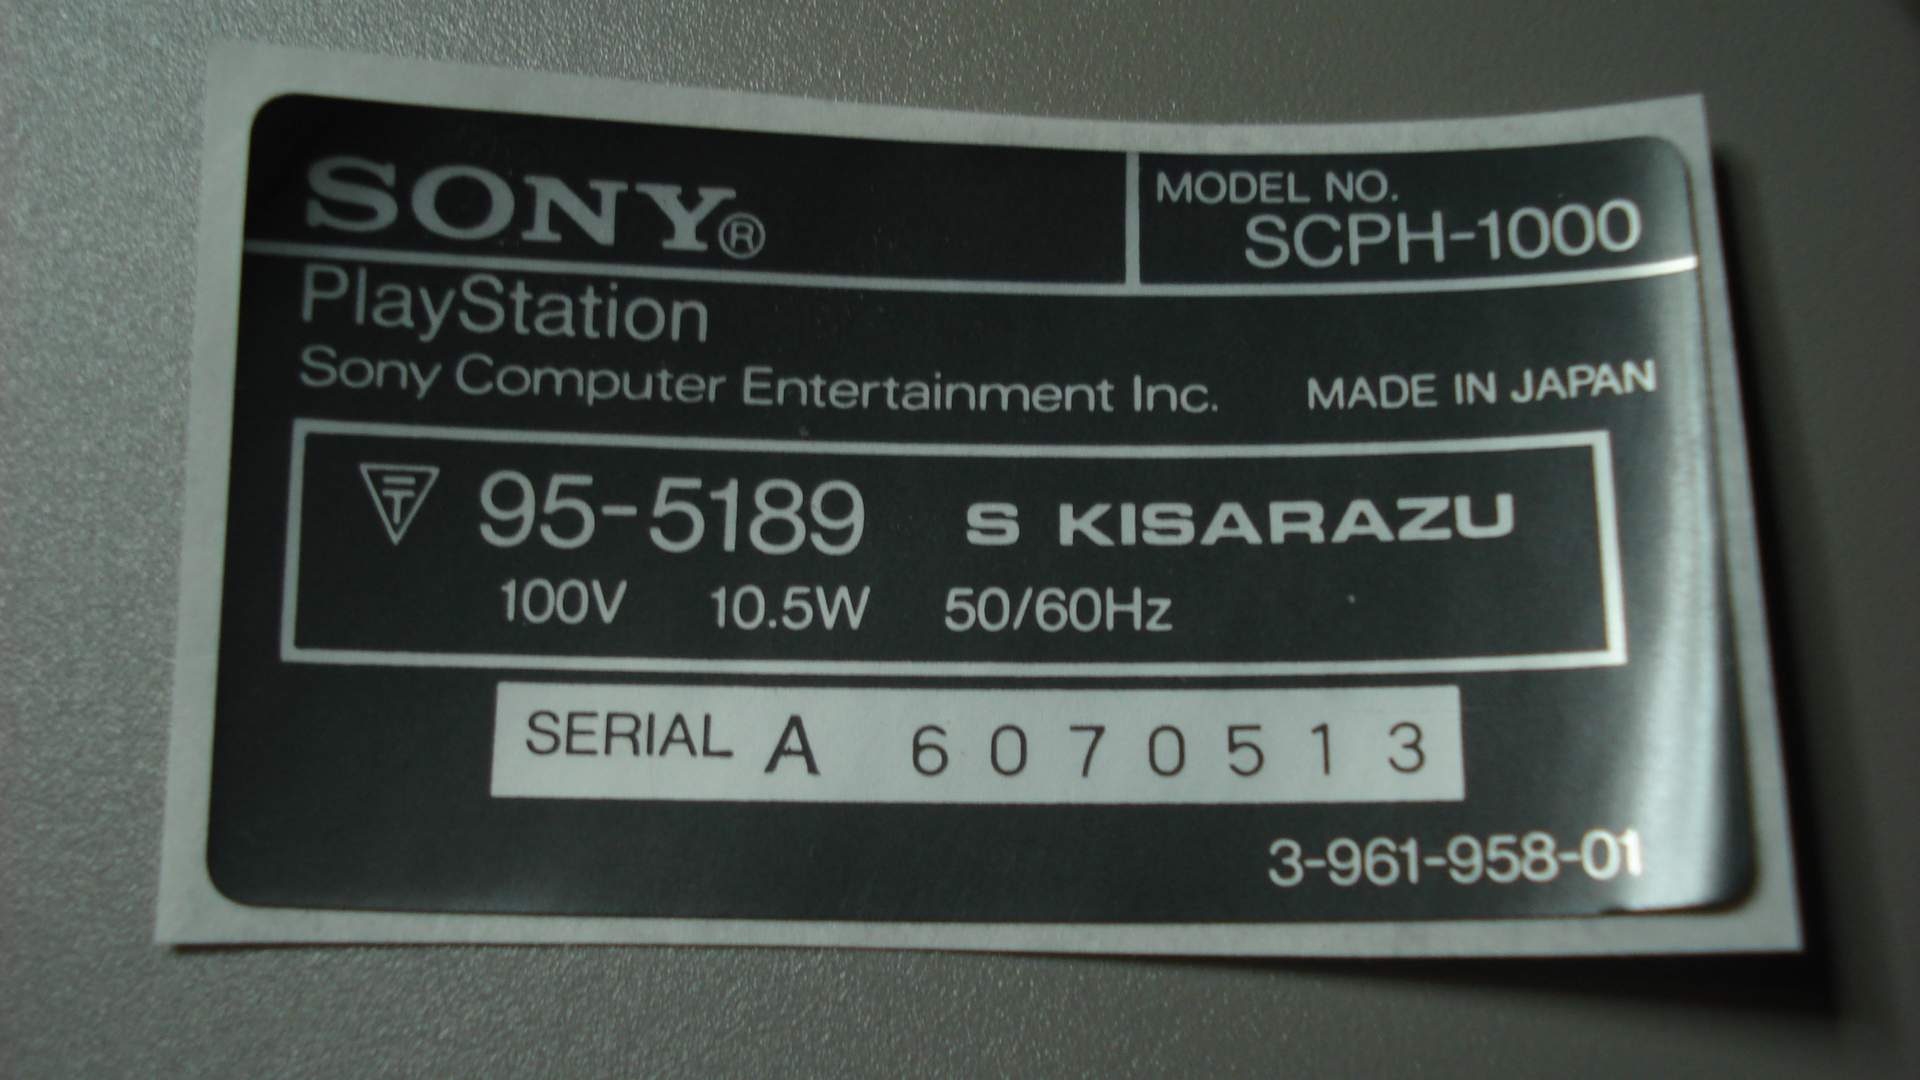 SONY®
MODEL NO.
SCPH-1000
PlayStation
Sony Computer Entertainment Inc. MADE IN JAPAN
〒 95-5189 S KISARAZU
100V 10.5W 50/60Hz
SERIAL A 6070513
3-961-958-01